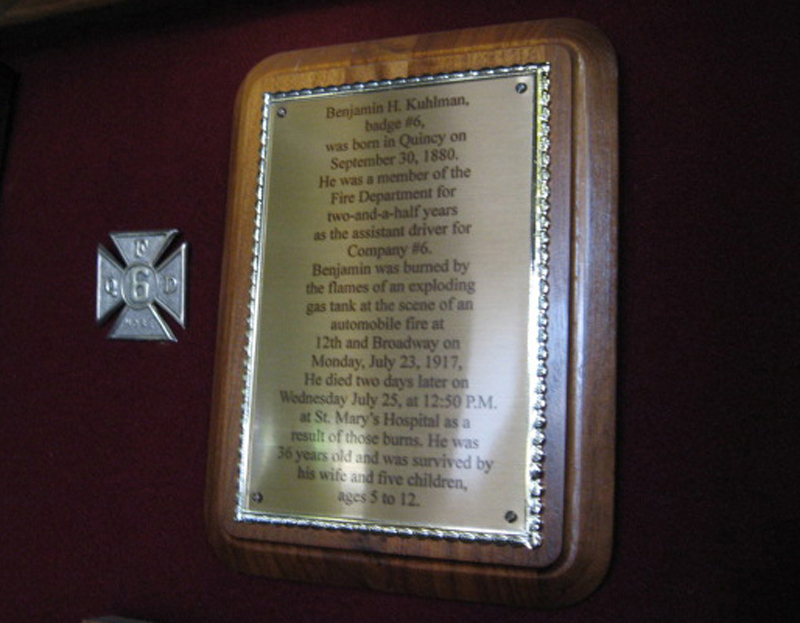 Benjamin H. Kuhlman,
badge #6,
was born in Quincy on
September 30, 1880.
He was a member of the
Fire Department for
two-and-a-half years
as the assistant driver for
Company #6.
Benjamin was burned by
the flames of an exploding
gas tank at the scene of an
automobile fire at
12th and Broadway on
Monday, July 23, 1917,
He died two days later on
Wednesday July 25, at 12:50 P.M.
at St. Mary's Hospital as a
result of those burns. He was
36 years old and was survived by
his wife and five children,
ages 5 to 12.
F
Q 6 D